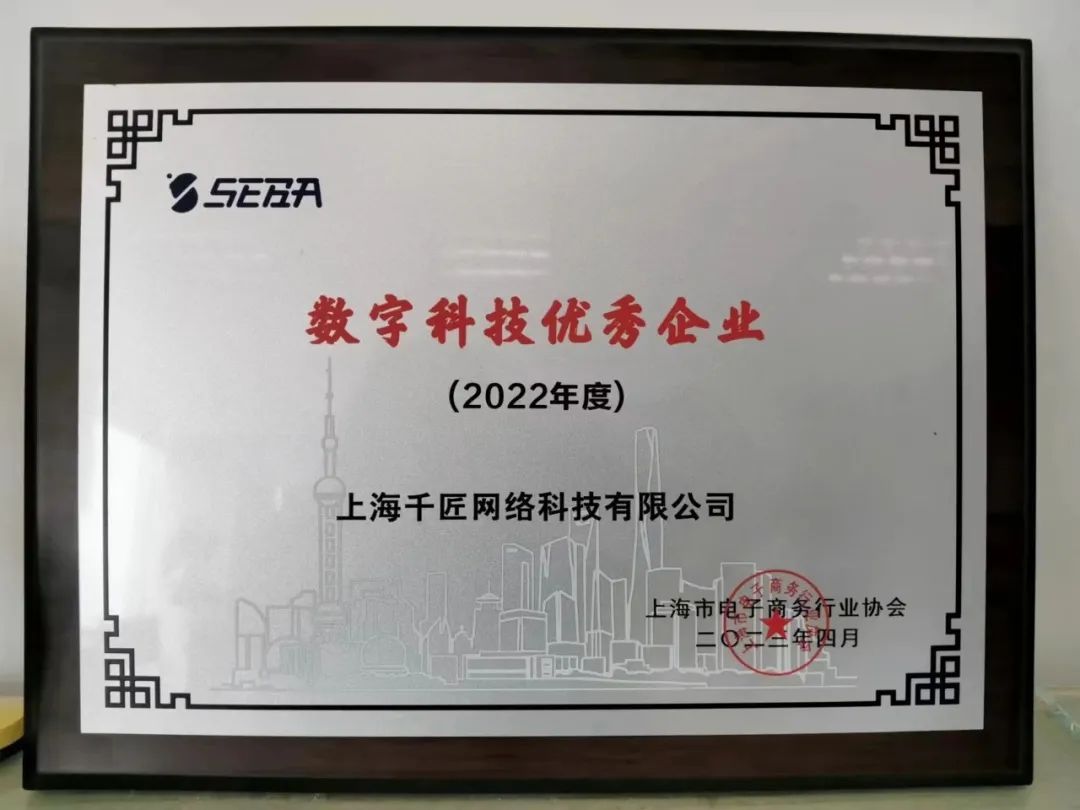 SEBA
数字科技优秀企业
(2022年度)
上海千匠网络科技有限公司
上海市电子商务行业协会
二〇二三年四月